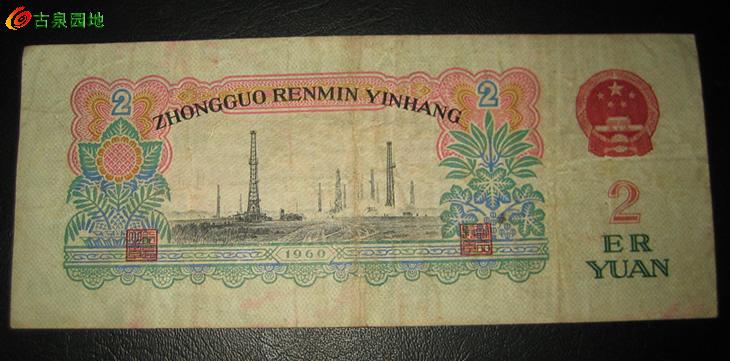 古泉园地
2
2
ZHONGGUO RENMIN YINHANG
2
ER
YUAN
1960